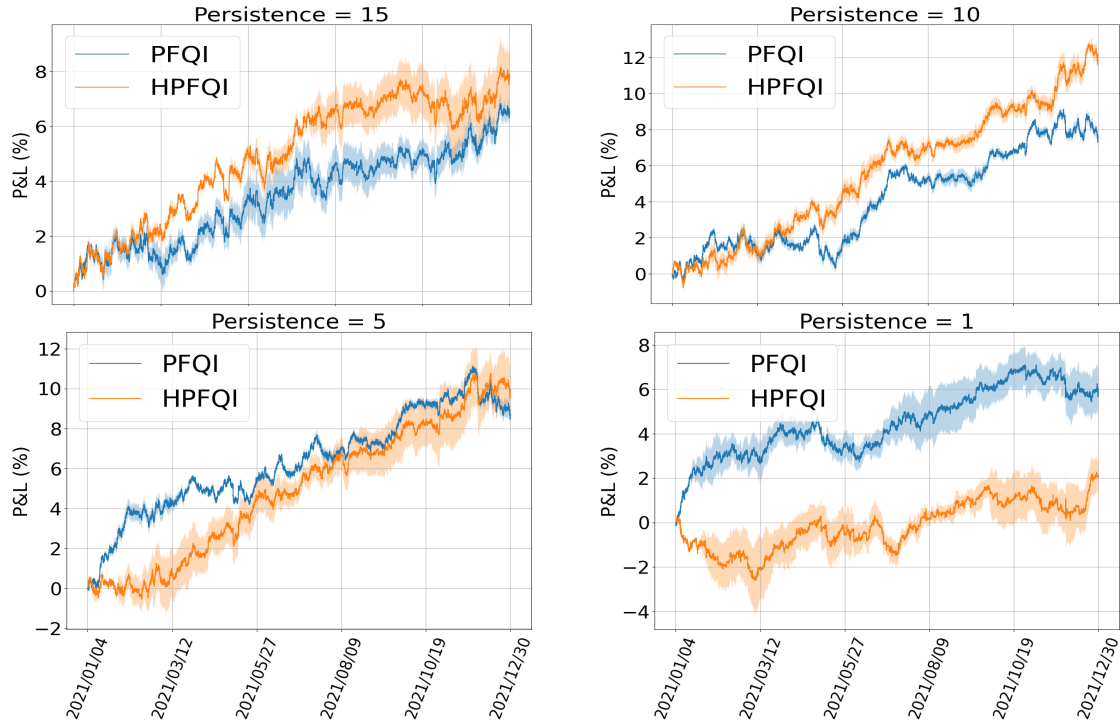 Persistence = 15
P&L (%)
8
6
4
2
0
PFQI
HPFQI
Persistence = 10
P&L (%)
12
10
8
6
4
2
0
PFQI
HPFQI
Persistence = 5
P&L (%)
12
10
8
6
4
2
0
−2
PFQI
HPFQI
2021/01/04
2021/03/12
2021/05/27
2021/08/09
2021/10/19
2021/12/30
Persistence = 1
P&L (%)
8
6
4
2
0
−2
−4
PFQI
HPFQI
2021/01/04
2021/03/12
2021/05/27
2021/08/09
2021/10/19
2021/12/30